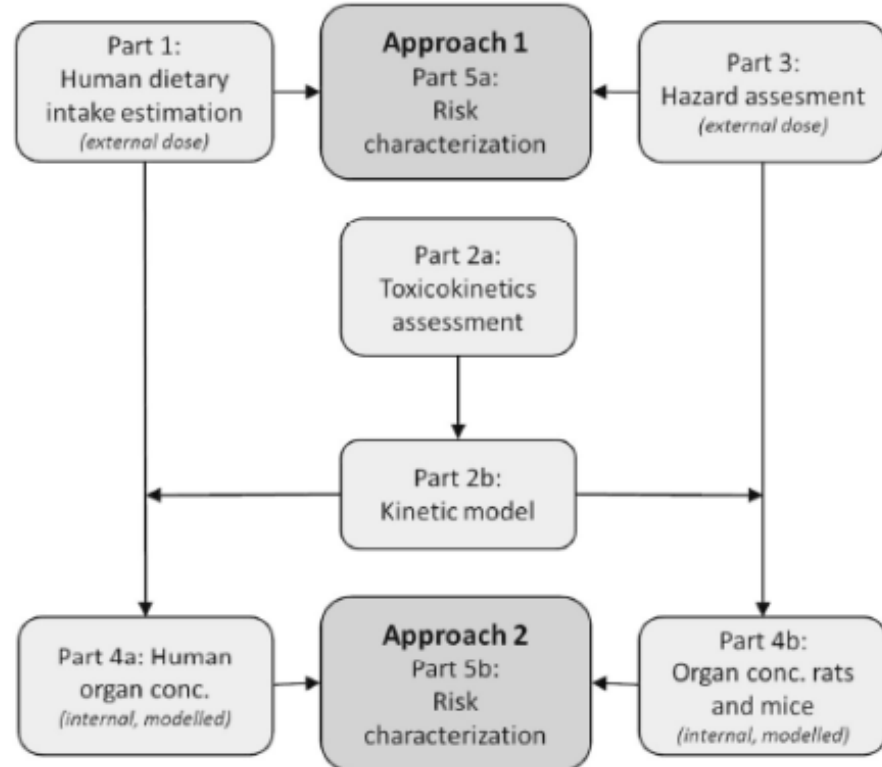 Part 1:
Human dietary
intake estimation
(external dose)
Approach 1
Part 5a:
Risk
characterization
Part 3:
Hazard assesment
(external dose)
Part 2a:
Toxicokinetics
assessment
Part 2b:
Kinetic model
Part 4a: Human
organ conc.
(internal, modelled)
Approach 2
Part 5b:
Risk
characterization
Part 4b:
Organ conc. rats
and mice
(internal, modelled)